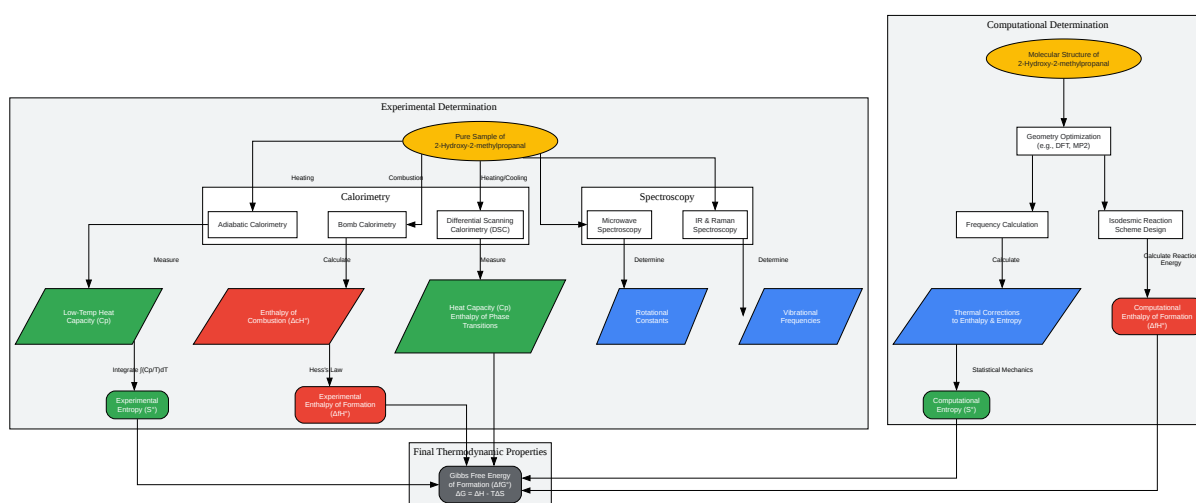 Computational Determination
Molecular Structure of
2-Hydroxy-2-methylpropanal
Experimental Determination
Pure Sample of
2-Hydroxy-2-methylpropanal
Geometry Optimization
(e.g., DFT, MP2)
Heating
Combustion
Heating/Cooling
Calorimetry
Spectroscopy
Adiabatic Calorimetry
Bomb Calorimetry
Differential Scanning
Calorimetry (DSC)
Microwave
Spectroscopy
IR & Raman
Spectroscopy
Frequency Calculation
Isodesmic Reaction
Scheme Design
Measure
Calculate
Measure
Determine
Determine
Calculate
Calculate Reaction
Energy
Low-Temp Heat
Capacity (Cp)
Enthalpy of
Combustion (ΔcH°)
Heat Capacity (Cp)
Enthalpy of Phase
Transitions
Rotational
Constants
Vibrational
Frequencies
Thermal Corrections
to Enthalpy & Entropy
Computational
Enthalpy of Formation
(ΔfH°)
Integrate ∫(Cp/T)dT
Hess's Law
Statistical Mechanics
Experimental
Entropy (S°)
Experimental
Enthalpy of Formation
(ΔfH°)
Computational
Entropy (S°)
Final Thermodynamic Properties
Gibbs Free Energy
of Formation (ΔfG°)
ΔG = ΔH - TΔS